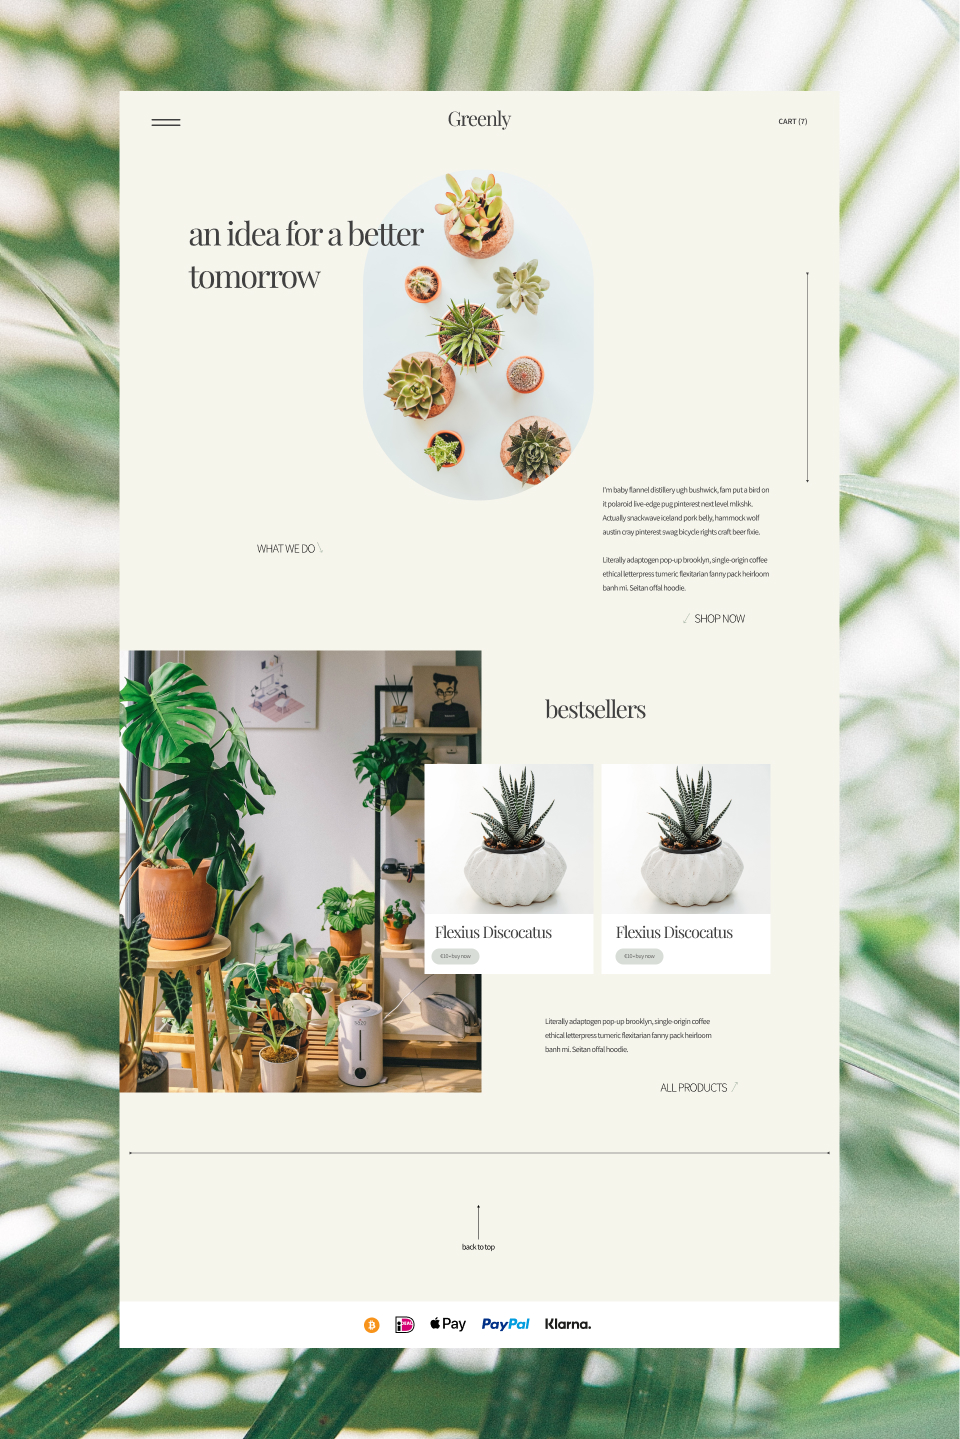 Greenly
CART (7)
an idea for a better
tomorrow
I'm baby flannel distillery ugh bushwick, fam put a bird on
it polaroid live-edge pug pinterest next level mlkshk.
Actually snackwave iceland pork belly, hammock wolf
austin cray pinterest swag bicycle rights craft beer fixie.
WHAT WE DO
Literally adaptogen pop-up brooklyn, single-origin coffee
ethical letterpress tumeric flexitarian fanny pack heirloom
banh mi. Seitan offal hoodie.
SHOP NOW
bestsellers
Flexius Discocatus
€10 • buy now
Flexius Discocatus
€10 • buy now
Literally adaptogen pop-up brooklyn, single-origin coffee
ethical letterpress tumeric flexitarian fanny pack heirloom
banh mi. Seitan offal hoodie.
ALL PRODUCTS
back to top
Pay
PayPal
Klarna.